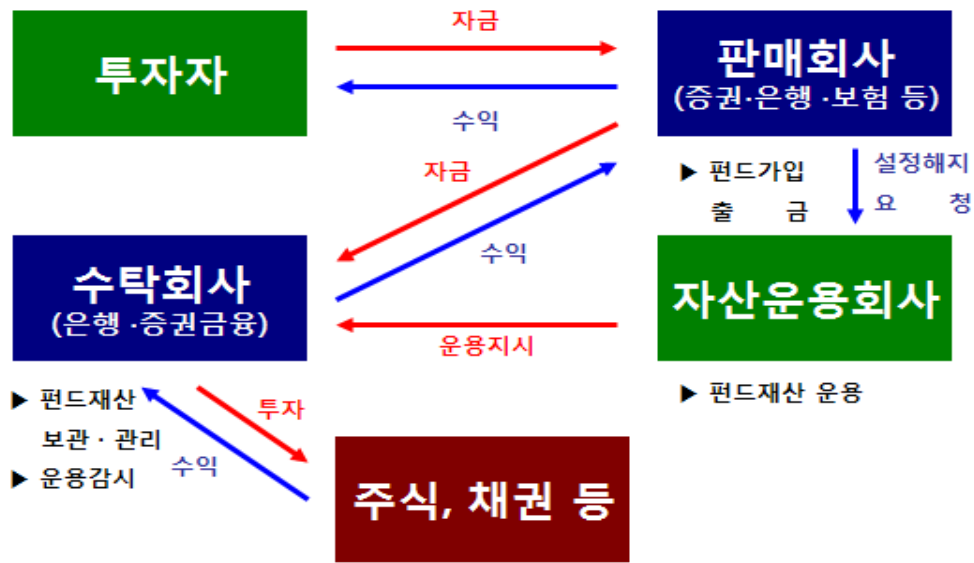 자금
투자자
판매회사
(증권·은행 ·보험 등)
수익
자금
▶ 펀드가입
출 금
설정해지
요 청
수익
수탁회사
(은행 ·증권금융)
자산운용회사
운용지시
▶ 펀드재산
보관 · 관리
▶ 운용감시
투자
수익
▶ 펀드재산 운용
주식, 채권 등